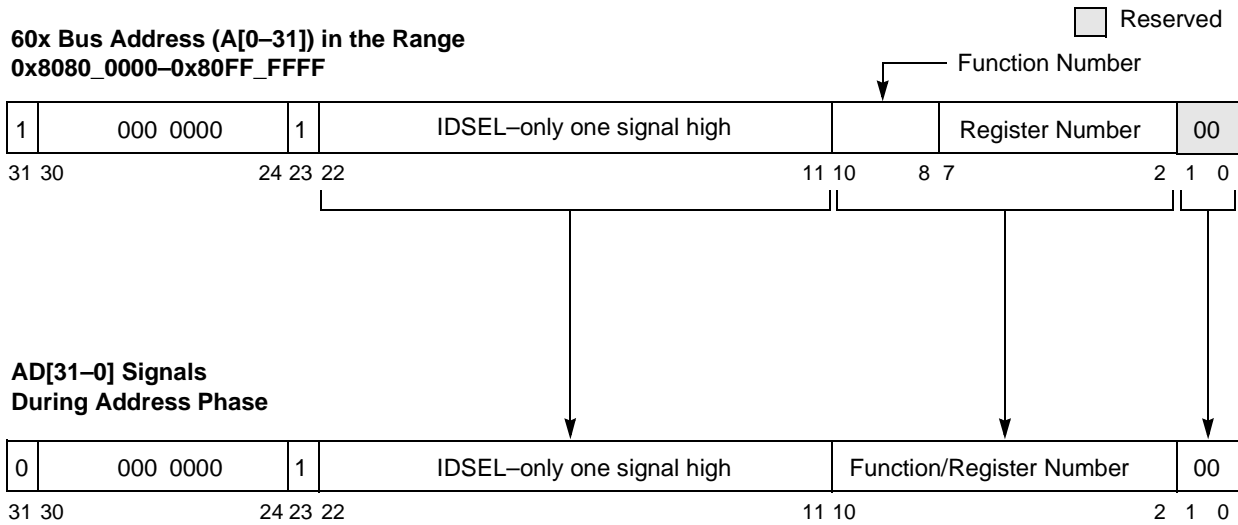 Reserved
60x Bus Address (A[0–31]) in the Range
0x8080_0000–0x80FF_FFFF
Function Number
1 000 0000 1 IDSEL–only one signal high Register Number 00
31 30 24 23 22 11 10 8 7 2 1 0
AD[31–0] Signals
During Address Phase
0 000 0000 1 IDSEL–only one signal high Function/Register Number 00
31 30 24 23 22 11 10 2 1 0